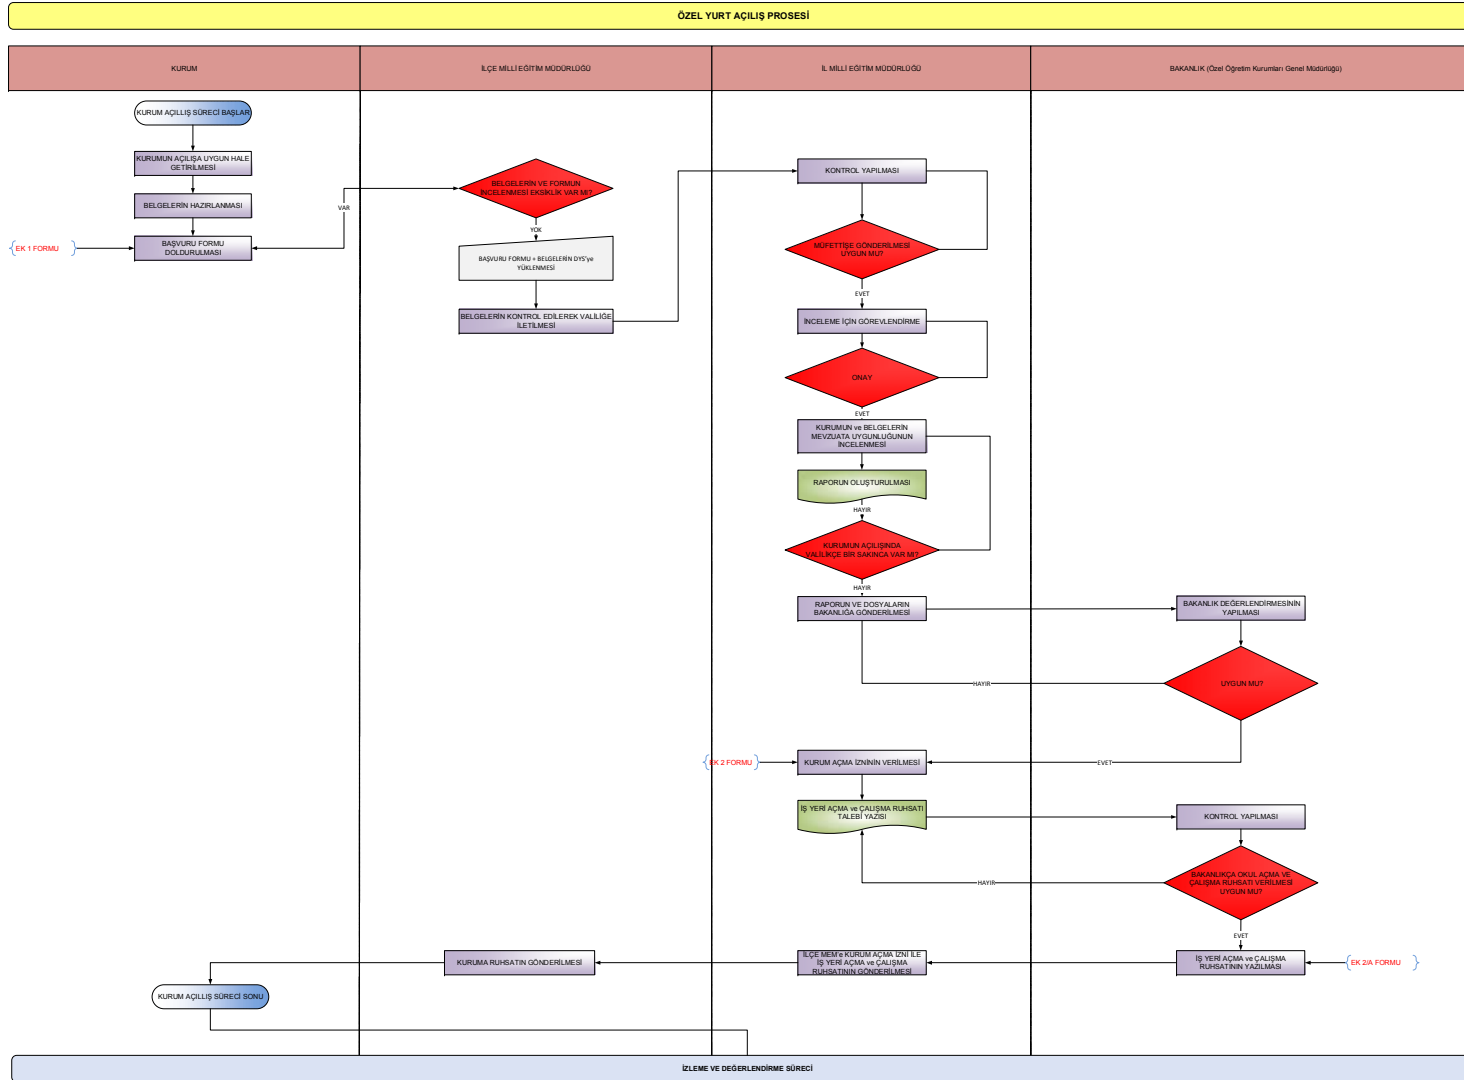 ÖZEL YURT AÇILIŞ PROSESİ
KURUM
İLÇE MİLLİ EĞİTİM MÜDÜRLÜĞÜ
İL MİLLİ EĞİTİM MÜDÜRLÜĞÜ
BAKANLIK (Özel Öğretim Kurumları Genel Müdürlüğü)
KURUM AÇILLIŞ SÜRECİ BAŞLAR
KURUMUN AÇILIŞA UYGUN HALE
GETİRİLMESİ
BELGELERİN HAZIRLANMASI
EK 1 FORMU
BAŞVURU FORMU
DOLDURULMASI
VAR
BELGELERİN VE FORMUN
İNCELENMESİ EKSİKLİK VAR MI?
YOK
BAŞVURU FORMU + BELGELERİN DYS'ye
YÜKLENMESİ
BELGELERİN KONTROL EDİLEREK VALİLİĞE
İLETİLMESİ
KONTROL YAPILMASI
MÜFETTİŞE GÖNDERİLMESİ
UYGUN MU?
EVET
İNCELEME İÇİN GÖREVLENDİRME
ONAY
EVET
KURUMUN ve BELGELERİN
MEVZUATA UYGUNLUĞUNUN
İNCELENMESİ
RAPORUN OLUŞTURULMASI
HAYIR
KURUMUN AÇILIŞINDA
VALİLİKÇE BİR SAKINCA VAR MI?
HAYIR
RAPORUN VE DOSYALARIN
BAKANLIĞA GÖNDERİLMESİ
BAKANLIK DEĞERLENDİRMESİNİN
YAPILMASI
UYGUN MU?
HAYIR
EVET
EK 2 FORMU
KURUM AÇMA İZNİNİN VERİLMESİ
İŞ YERİ AÇMA ve ÇALIŞMA RUHSATI
TALEBİ YAZISI
KONTROL YAPILMASI
BAKANLIKÇA OKUL AÇMA VE
ÇALIŞMA RUHSATI VERİLMESİ
UYGUN MU?
HAYIR
EVET
İŞ YERİ AÇMA ve ÇALIŞMA
RUHSATININ YAZILMASI
EK 2/A FORMU
İLÇE MEM'e KURUM AÇMA İZNİ İLE
İŞ YERİ AÇMA ve ÇALIŞMA
RUHSATININ GÖNDERİLMESİ
KURUMA RUHSATIN GÖNDERİLMESİ
KURUM AÇILLIŞ SÜRECİ SONU
İZLEME VE DEĞERLENDİRME SÜRECİ